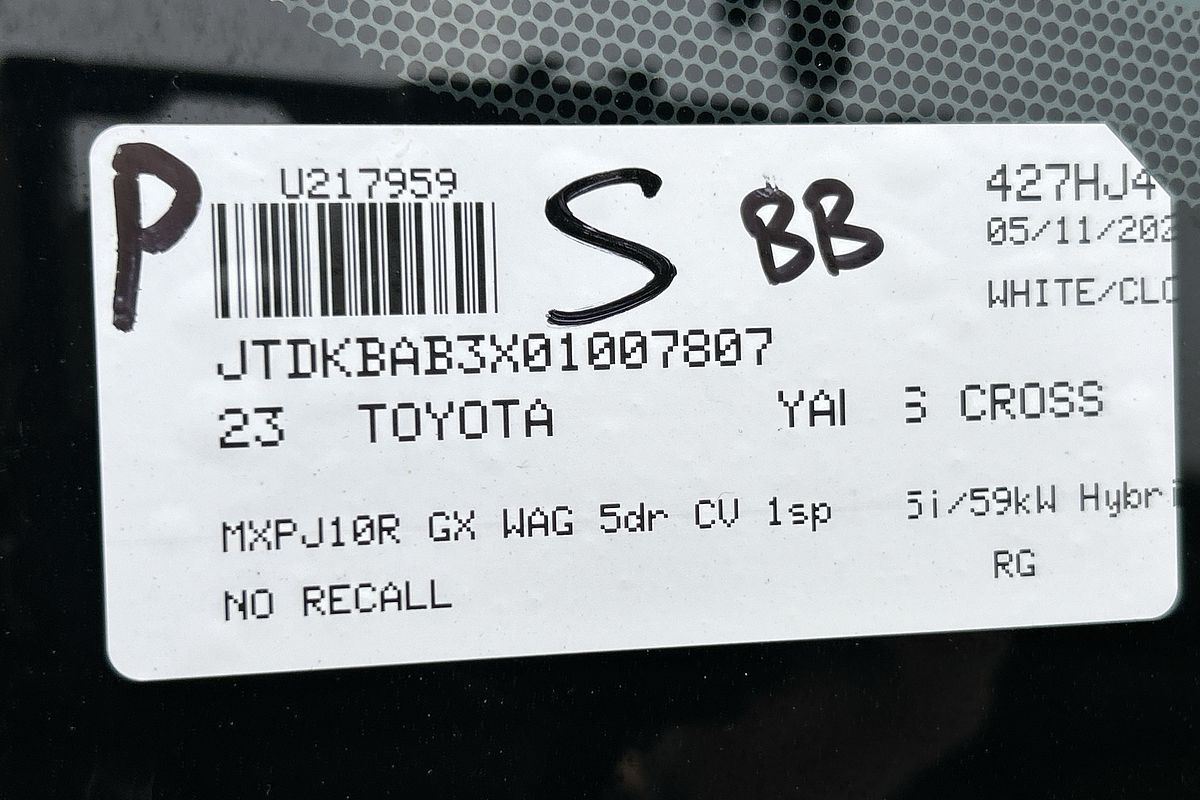 P
U217959
S
BB
427HJ4
05/11/202
WHITE/CLO
JTDKBAB3X01007807
23 TOYOTA YAI S CROSS
MXPJ10R GX WAG 5dr CV 1sp 5i/59kW Hybri
NO RECALL
RG